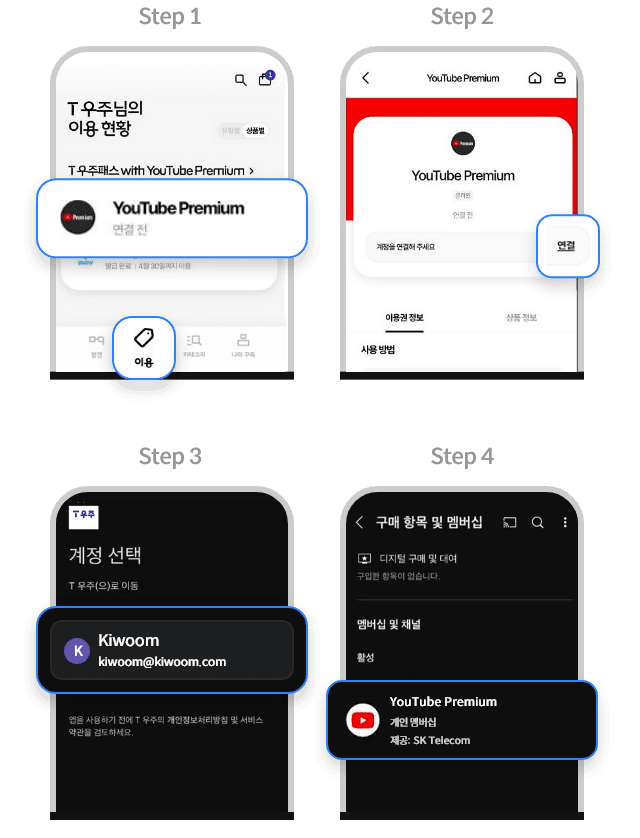 Step 1
1
T 우주님의
이용 현황
유형별 상품별
T 우주패스 with YouTube Premium >
Premium
YouTube Premium
연결 전
발급 완료 | 4월 30일까지 이용
발견
이용
카테고리
나의 구독
Step 2
YouTube Premium
Premium
YouTube Premium
온라인
연결 전
계정을 연결해 주세요
연결
이용권 정보
상품 정보
사용 방법
Step 3
T 우주
계정 선택
T 우주(으)로 이동
K
Kiwoom
kiwoom@kiwoom.com
앱을 사용하기 전에 T 우주의 개인정보처리방침 및 서비스
약관을 검토하세요.
Step 4
구매 항목 및 멤버십
디지털 구매 및 대여
구입한 항목이 없습니다.
멤버십 및 채널
활성
YouTube Premium
개인 멤버십
제공: SK Telecom